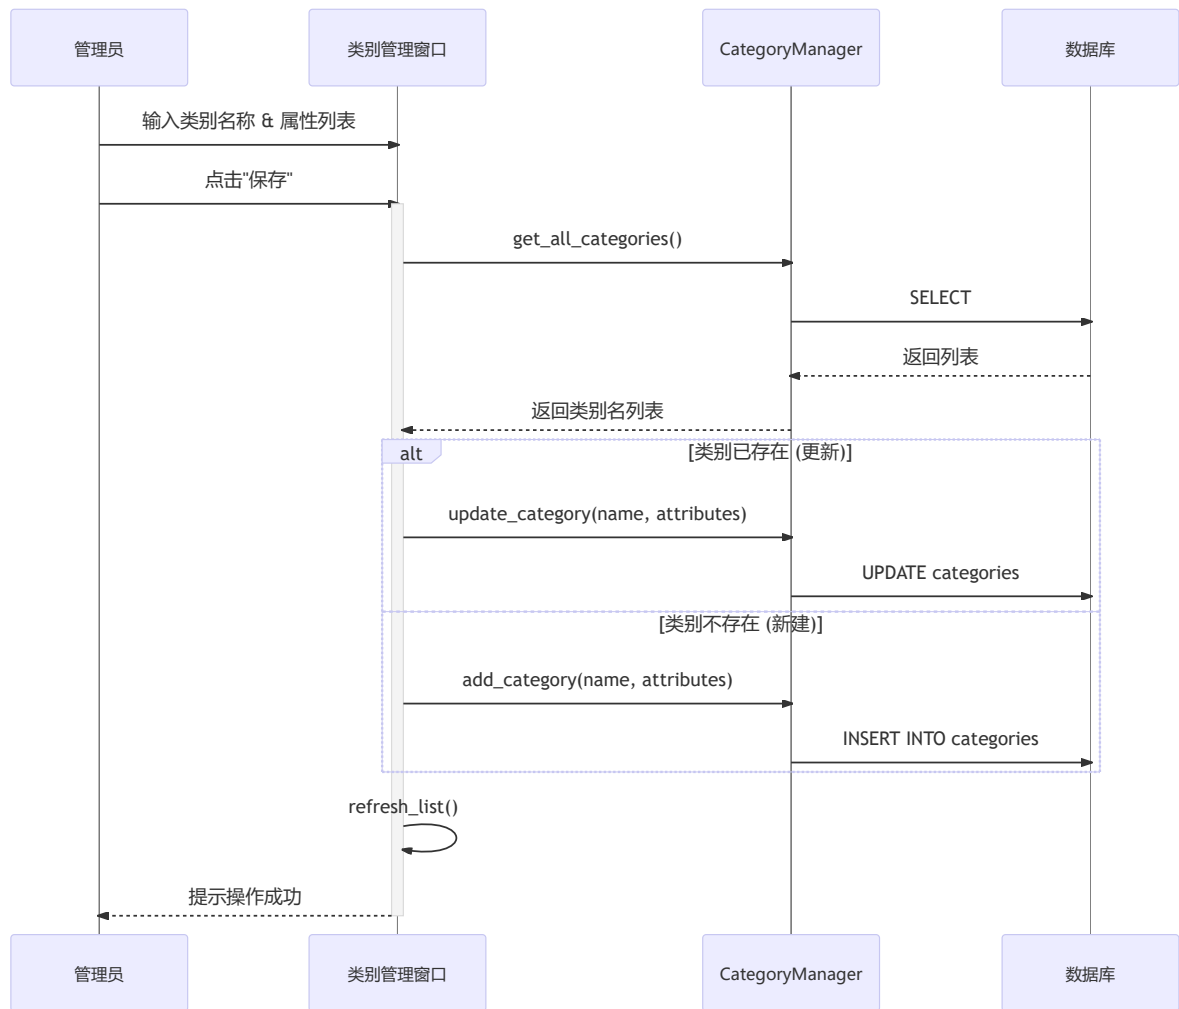 管理员
类别管理窗口
CategoryManager
数据库
输入类别名称 & 属性列表
点击"保存"
get_all_categories()
SELECT
返回列表
返回类别名列表
alt
[类别已存在 (更新)]
update_category(name, attributes)
UPDATE categories
[类别不存在 (新建)]
add_category(name, attributes)
INSERT INTO categories
refresh_list()
提示操作成功
管理员
类别管理窗口
CategoryManager
数据库